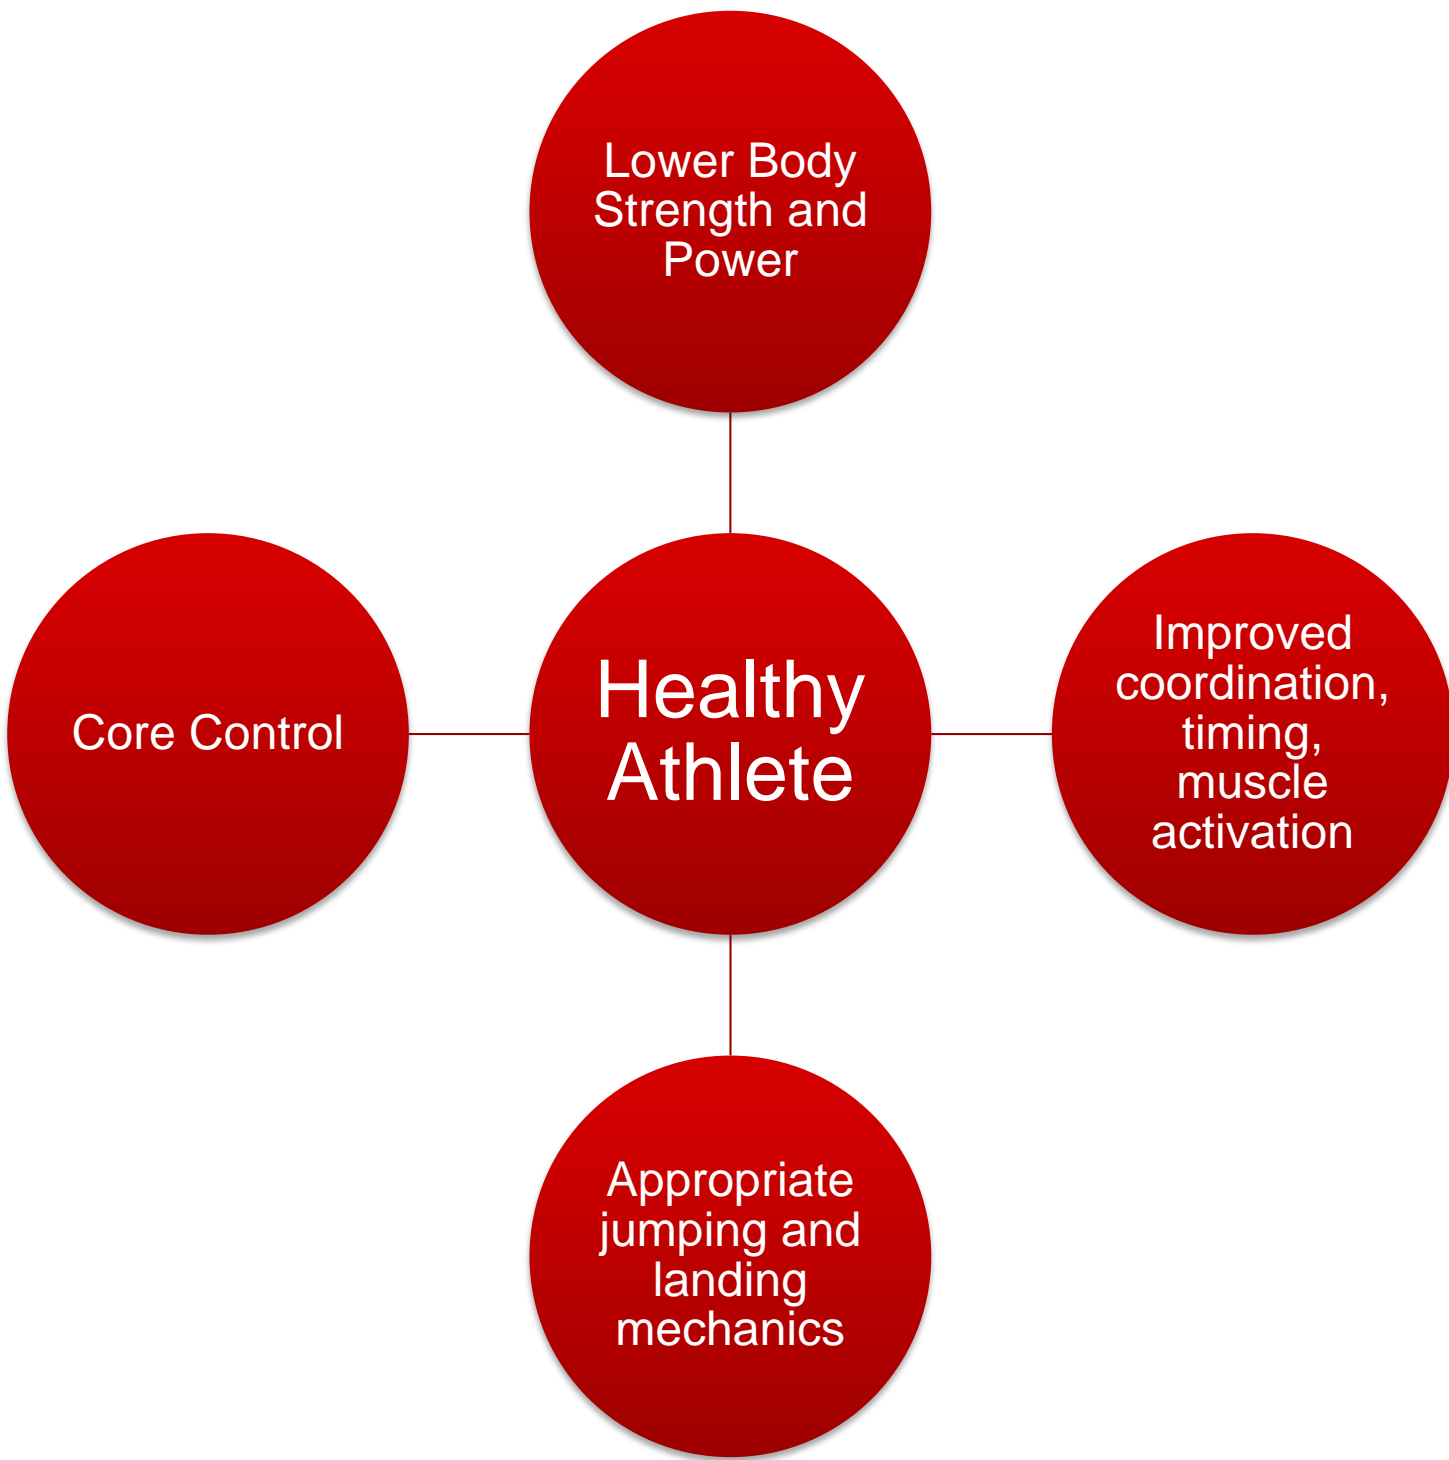 Lower Body
Strength and
Power
Core Control
Healthy
Athlete
Improved
coordination,
timing,
muscle
activation
Appropriate
jumping and
landing
mechanics